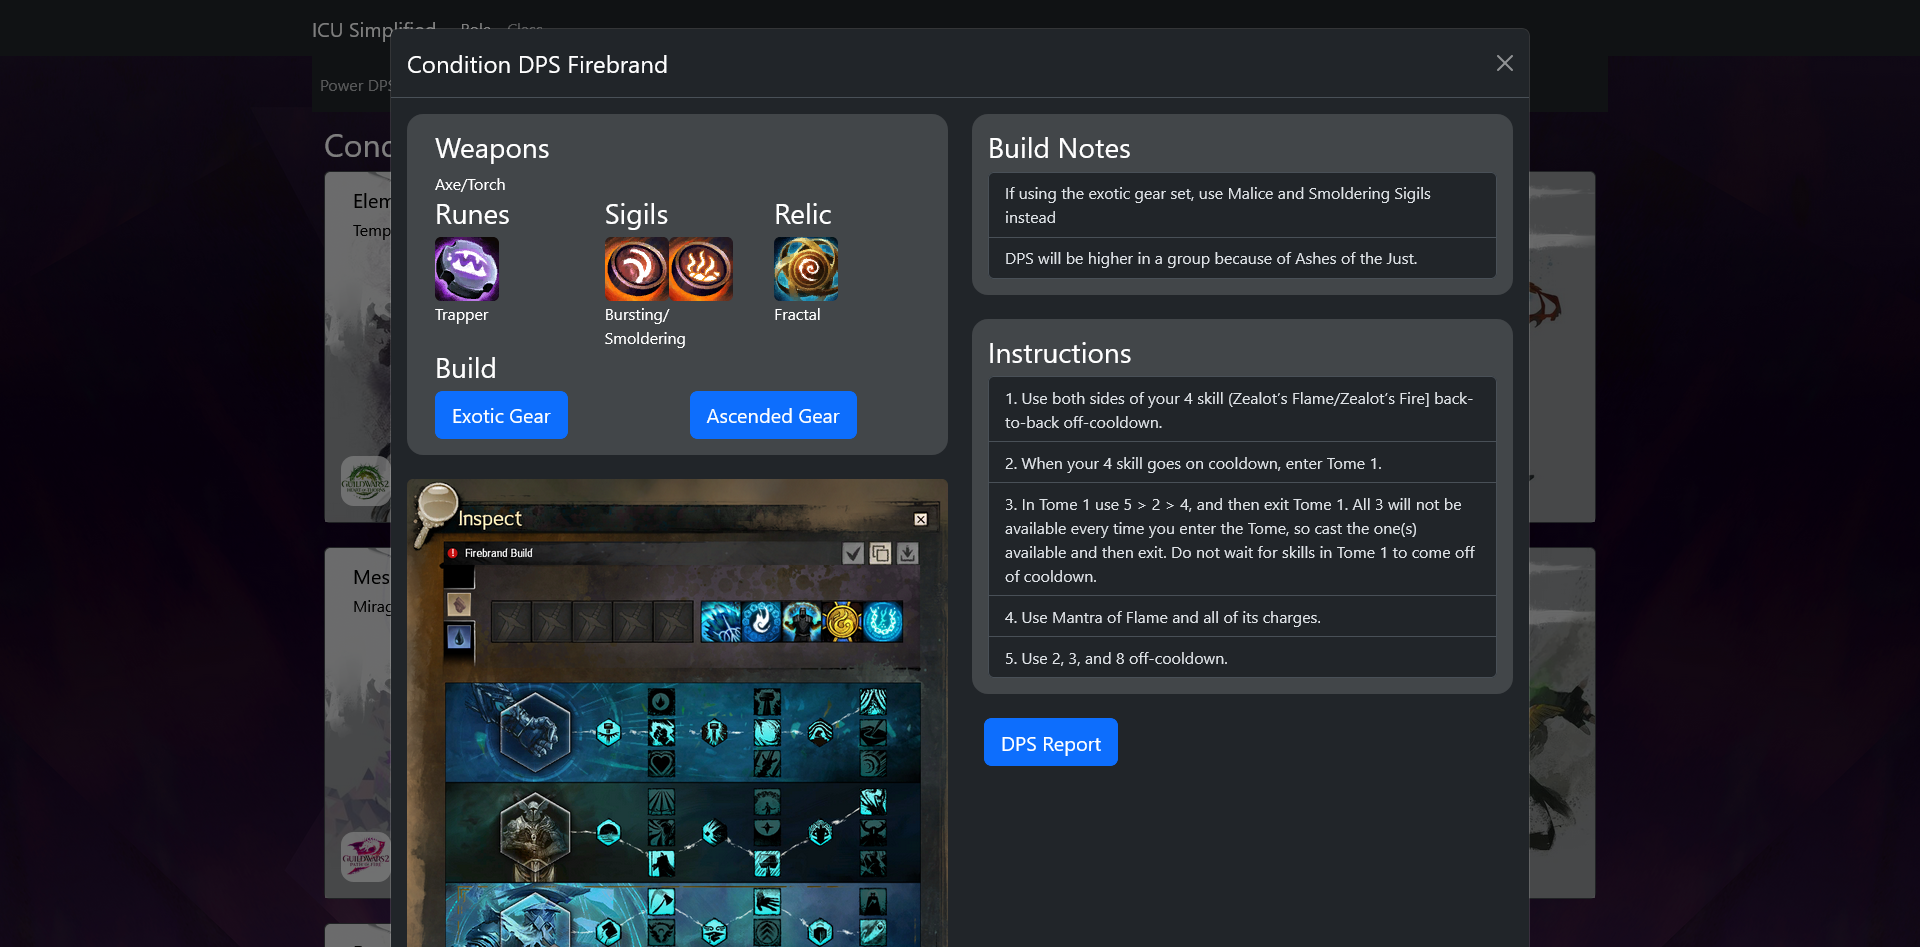 ICU Simplified
Role
Class
Power DPS
Condition DPS Firebrand
Weapons
Axe/Torch
Runes
Sigils
Relic
Trapper
Bursting/
Smoldering
Fractal
Build
Exotic Gear
Ascended Gear
Inspect
Firebrand Build
Build Notes
If using the exotic gear set, use Malice and Smoldering Sigils
instead
DPS will be higher in a group because of Ashes of the Just.
Instructions
1. Use both sides of your 4 skill (Zealot's Flame/Zealot's Fire] back-
to-back off-cooldown.
2. When your 4 skill goes on cooldown, enter Tome 1.
3. In Tome 1 use 5 > 2 > 4, and then exit Tome 1. All 3 will not be
available every time you enter the Tome, so cast the one(s)
available and then exit. Do not wait for skills in Tome 1 to come off
of cooldown.
4. Use Mantra of Flame and all of its charges.
5. Use 2, 3, and 8 off-cooldown.
DPS Report
Cond
Elem
Temp
GUILDWARS2
HEART of THORNS
Mes
Mirag
GUILDWARS2
PATH of FIRE